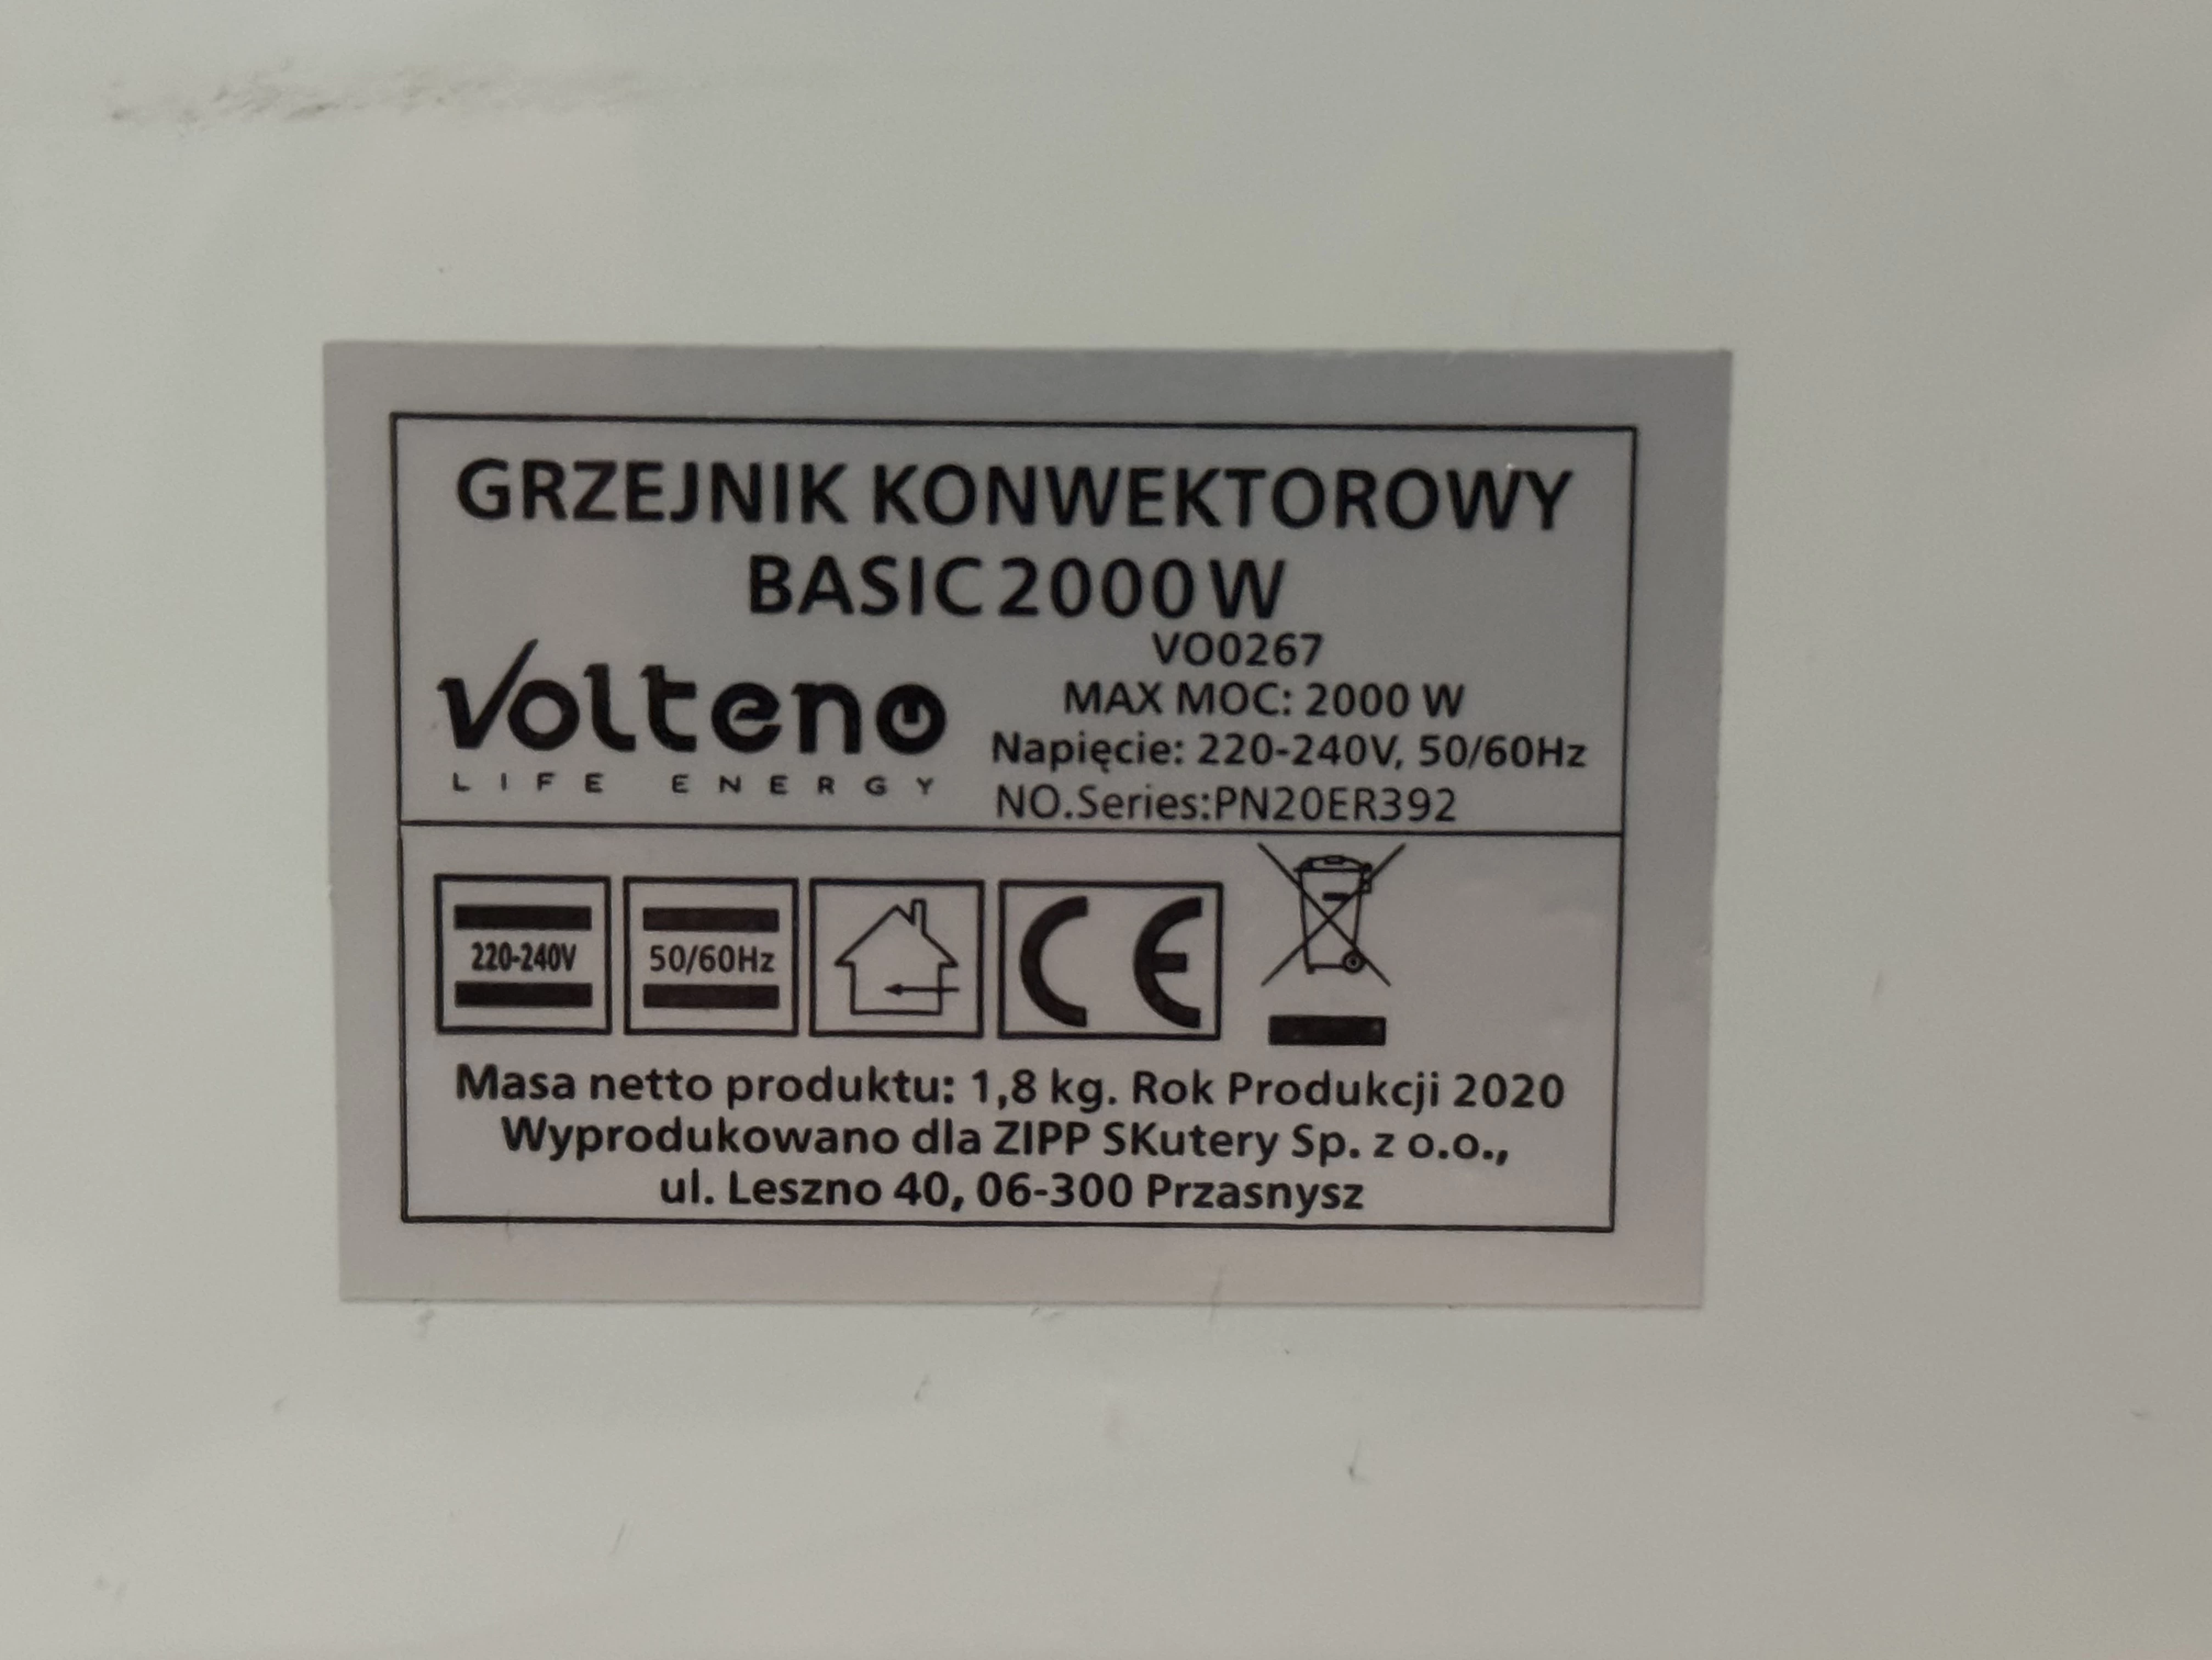 GRZEJNIK KONWEKTOROWY
BASIC 2000 W
Volteno
LIFE ENERGY
VO0267
MAX MOC: 2000 W
Napięcie: 220-240V, 50/60Hz
NO.Series:PN20ER392
220-240V
50/60Hz
CE
Masa netto produktu: 1,8 kg. Rok Produkcji 2020
Wyprodukowano dla ZIPP SKutery Sp. z o.o.,
ul. Leszno 40, 06-300 Przasnysz